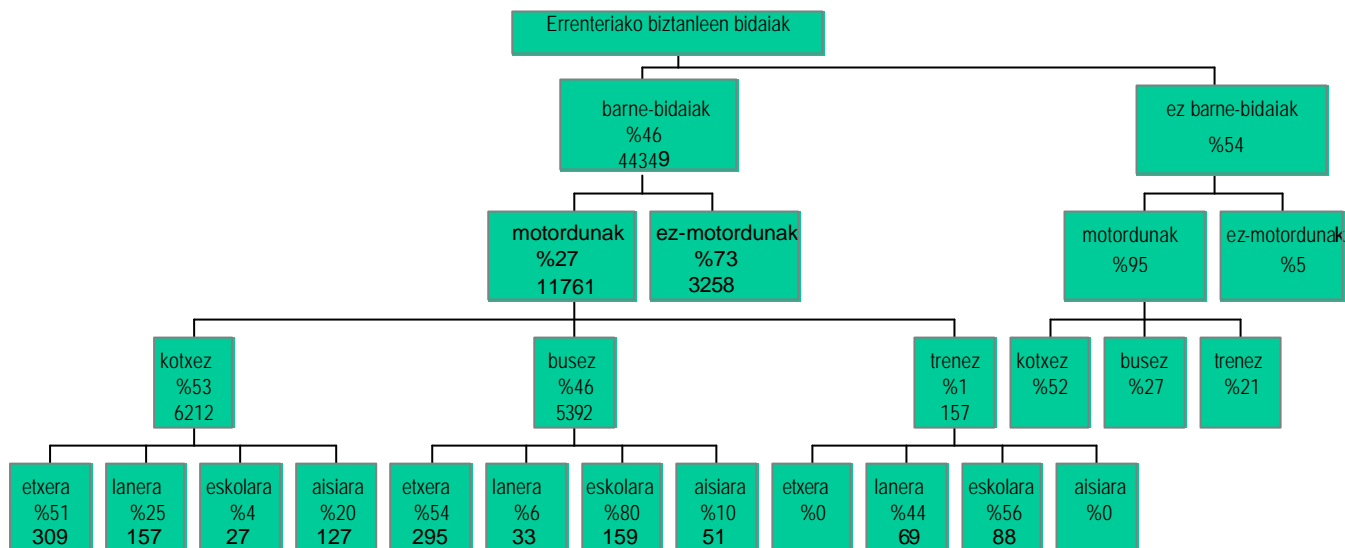 Errenteriako biztanleen bidaiak
barne-bidaiak
%46
44349
ez barne-bidaiak
%54
motordunak
%27
11761
ez-motordunak
%73
3258
motordunak
%95
ez-motordunak
%5
kotxez
%53
6212
busez
%46
5392
trenez
%1
157
kotxez
%52
busez
%27
trenez
%21
etxera
%51
309
lanera
%25
157
eskolara
%4
27
aisiara
%20
127
etxera
%54
295
lanera
%6
33
eskolara
%80
159
aisiara
%10
51
etxera
%0
lanera
%44
69
eskolara
%56
88
aisiara
%0